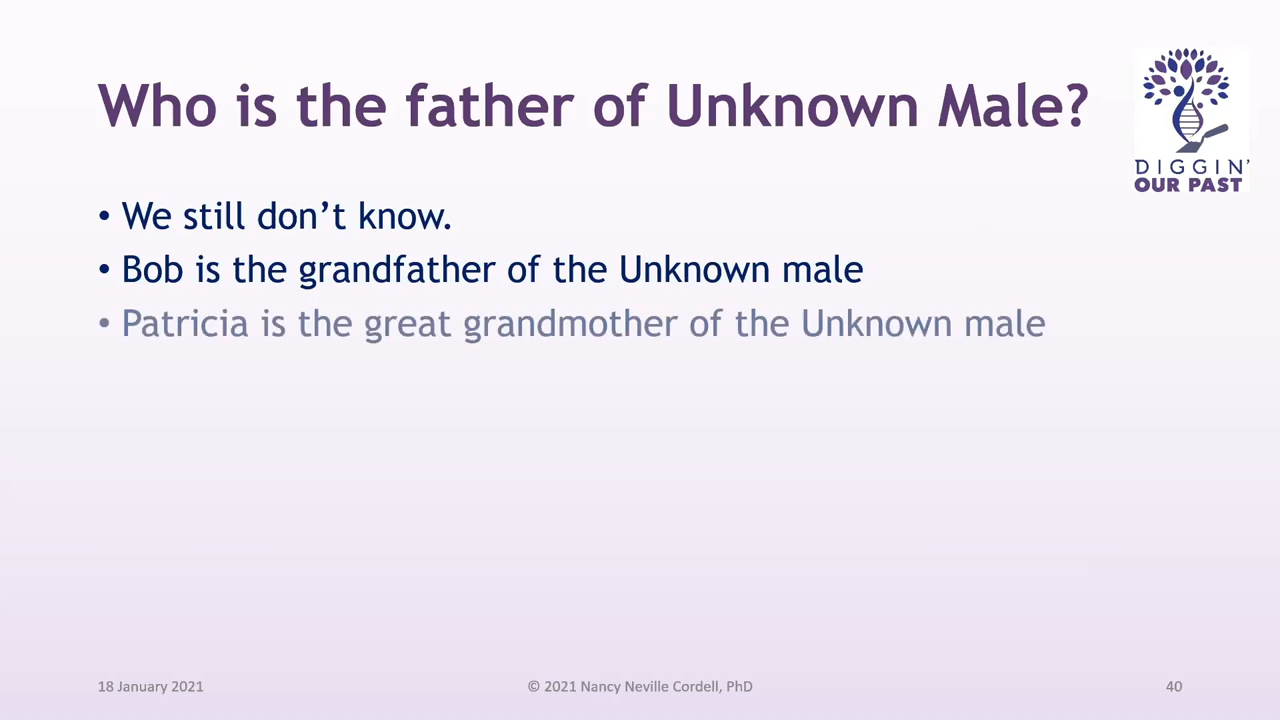 Who is the father of Unknown Male?
DIGGIN'
OUR PAST
• We still don't know.
• Bob is the grandfather of the Unknown male
• Patricia is the great grandmother of the Unknown male
18 January 2021
© 2021 Nancy Neville Cordell, PhD
40